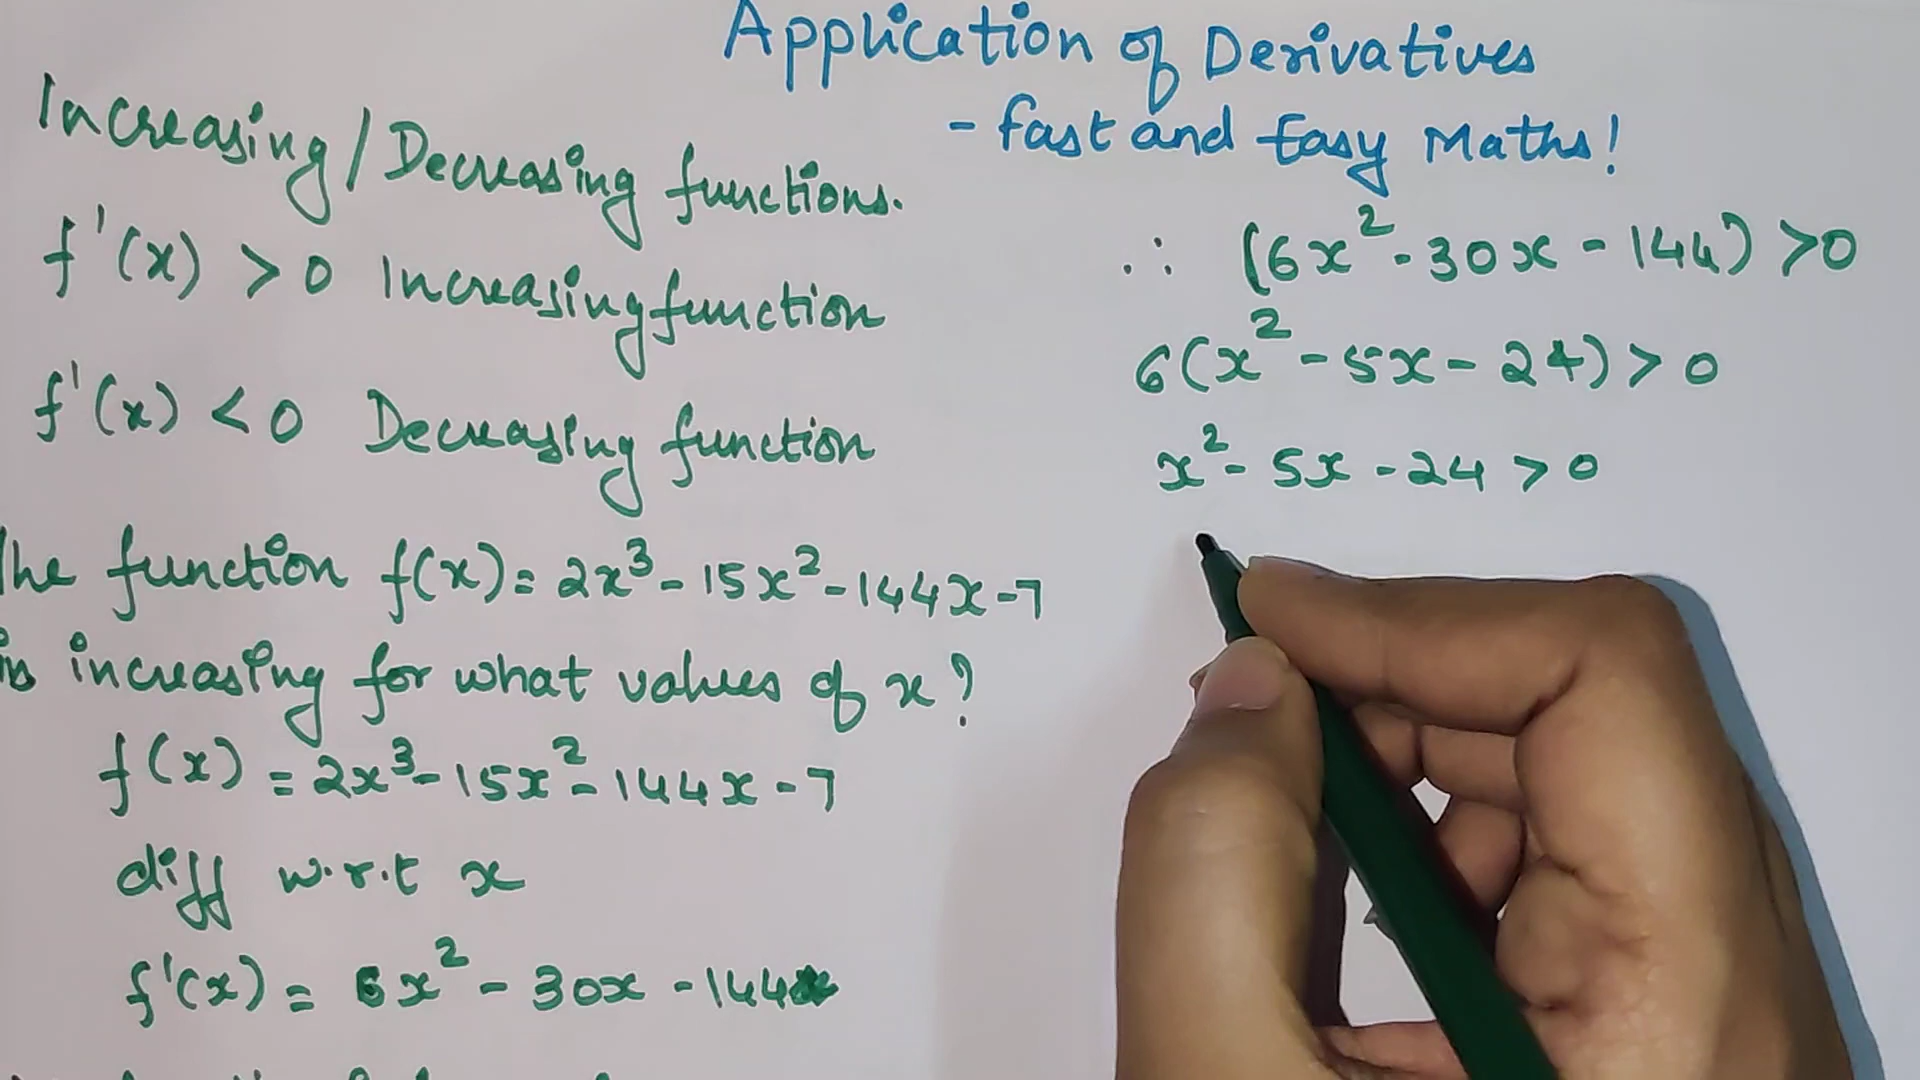 Application of Derivatives
- fast and Easy Maths!
Increasing/Decreasing functions.
f'(x) > 0 Increasing function
f'(x) < 0 Decreasing function
The function f(x) = 2x³ - 15x² - 144x - 7
is increasing for what values of x?
f(x) = 2x³ - 15x² - 144x - 7
diff w.r.t x
f'(x) = 6x² - 30x - 144
∴ (6x² - 30x - 144) > 0
6(x² - 5x - 24) > 0
x² - 5x - 24 > 0